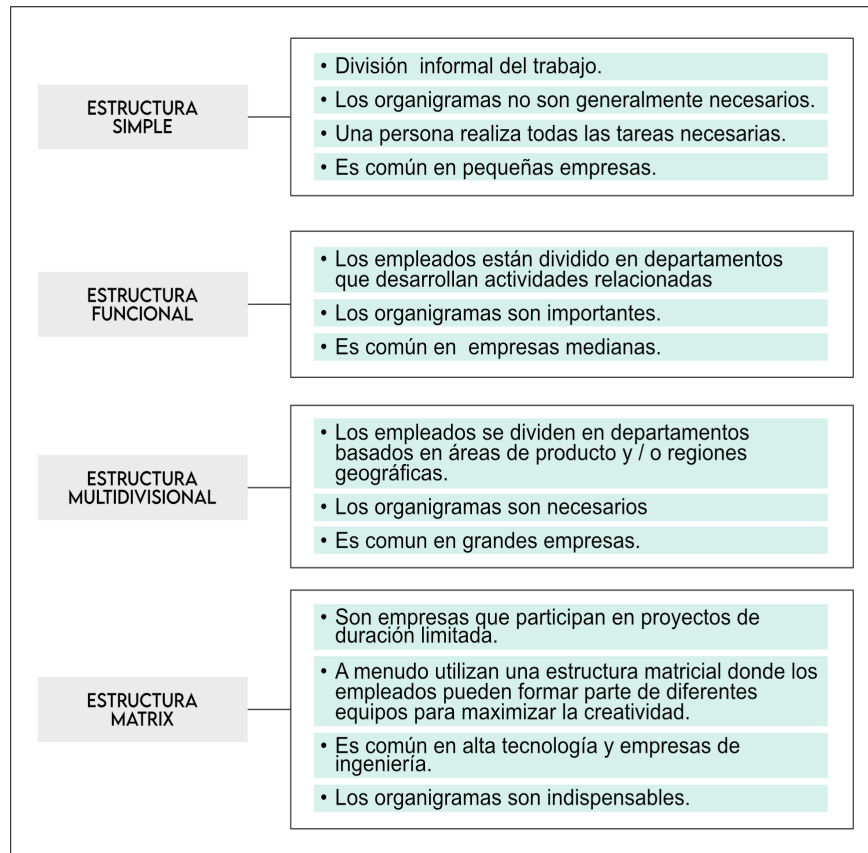 ESTRUCTURA
SIMPLE
• División informal del trabajo.
• Los organigramas no son generalmente necesarios.
• Una persona realiza todas las tareas necesarias.
• Es común en pequeñas empresas.
ESTRUCTURA
FUNCIONAL
• Los empleados están dividido en departamentos
que desarrollan actividades relacionadas
• Los organigramas son importantes.
• Es común en empresas medianas.
ESTRUCTURA
MULTIDIVISIONAL
• Los empleados se dividen en departamentos
basados en áreas de producto y / o regiones
geográficas.
• Los organigramas son necesarios
• Es comun en grandes empresas.
ESTRUCTURA
MATRIX
• Son empresas que participan en proyectos de
duración limitada.
• A menudo utilizan una estructura matricial donde los
empleados pueden formar parte de diferentes
equipos para maximizar la creatividad.
• Es común en alta tecnología y empresas de
ingeniería.
• Los organigramas son indispensables.